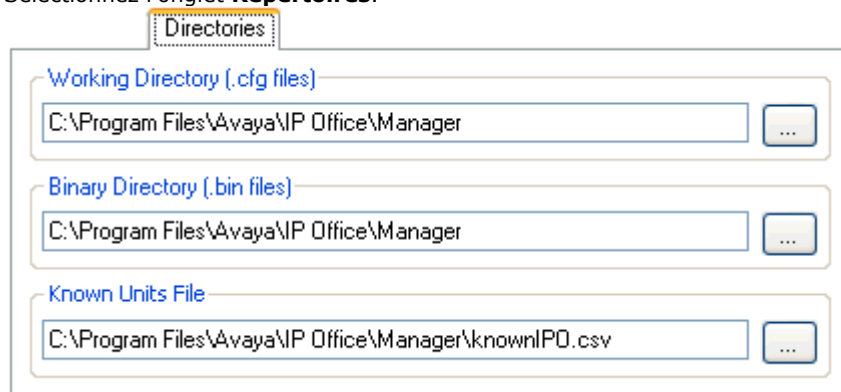 Sélectionnez l'onglet Répertoires.
Directories
Working Directory (.cfg files)
C:\Program Files\Avaya\IP Office\Manager
...
Binary Directory (.bin files)
C:\Program Files\Avaya\IP Office\Manager
...
Known Units File
C:\Program Files\Avaya\IP Office\Manager\knownIPO.csv
...